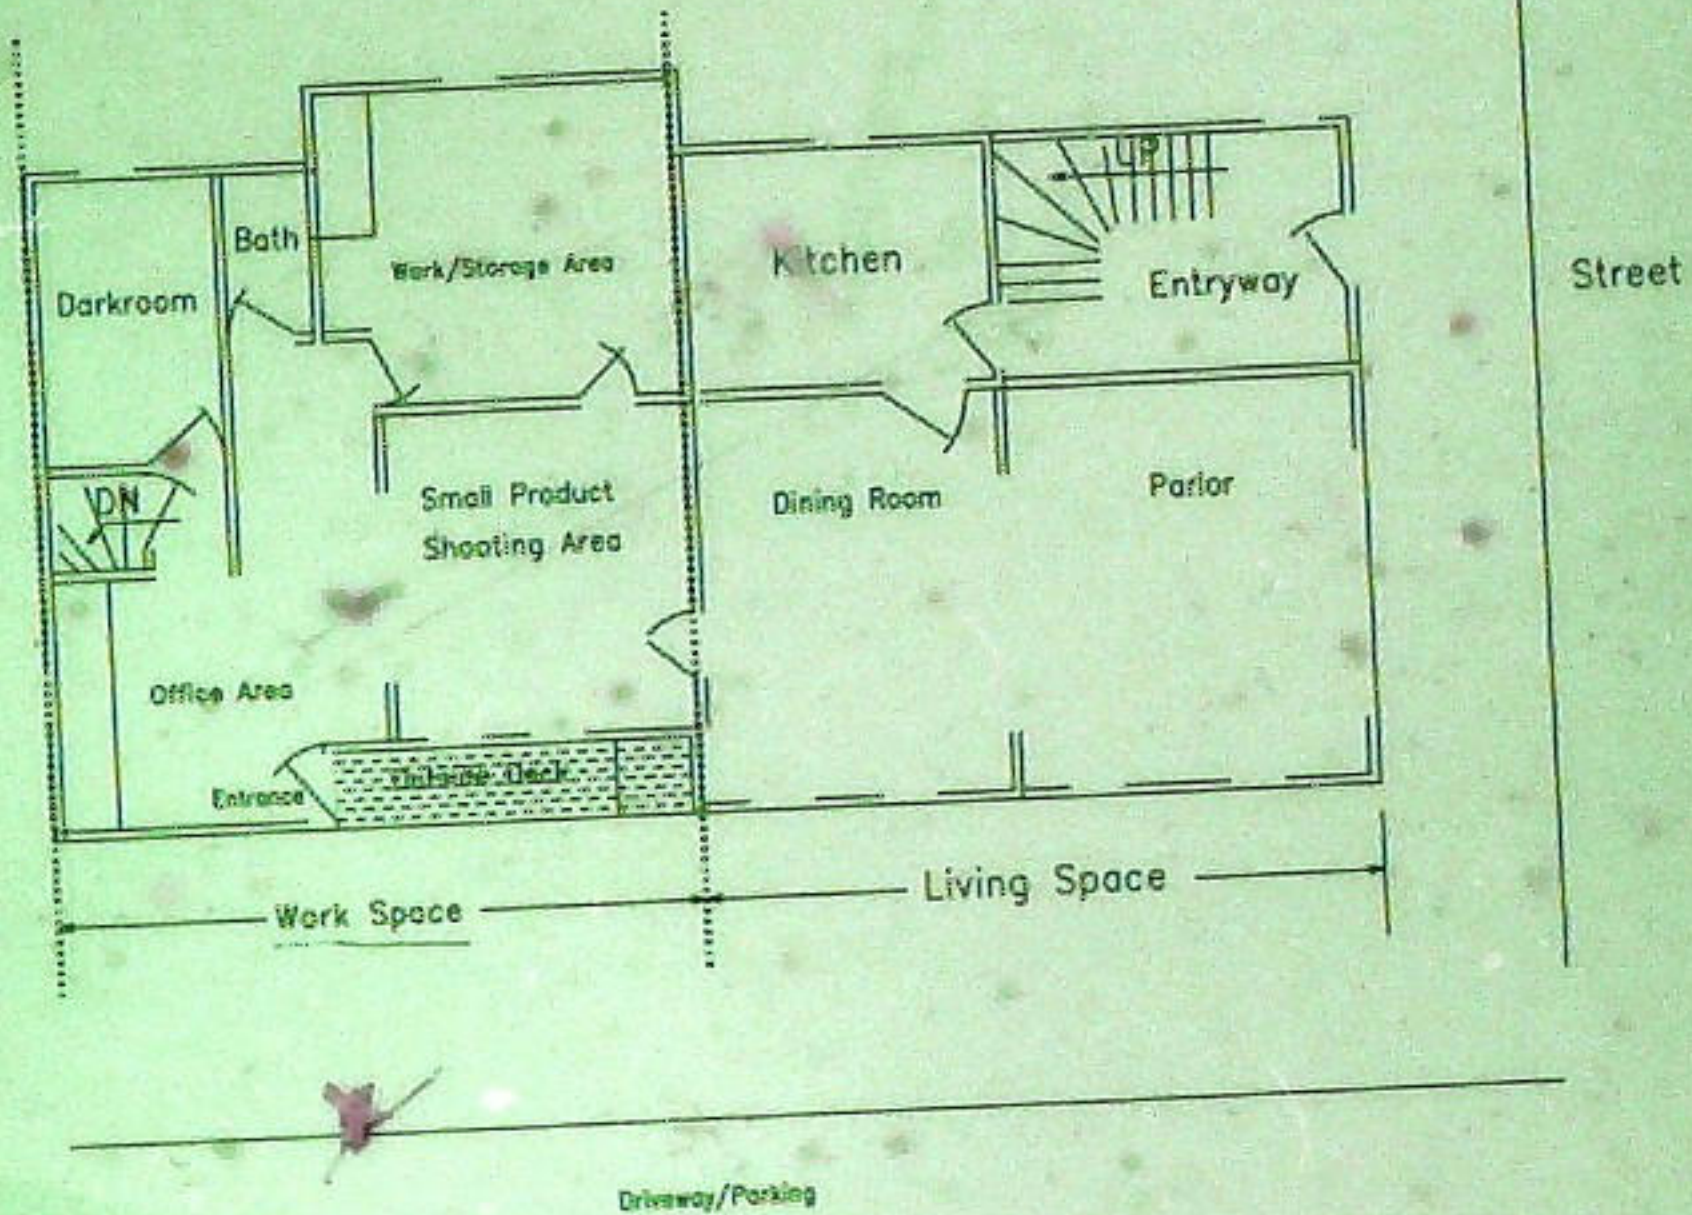 UP
Bath
Work/Storage Area
Kitchen
Darkroom
Entryway
Street
DN
Small Product
Shooting Area
Dining Room
Parlor
Office Area
Deck
Entrance
Work Space
Living Space
Driveway/Parking